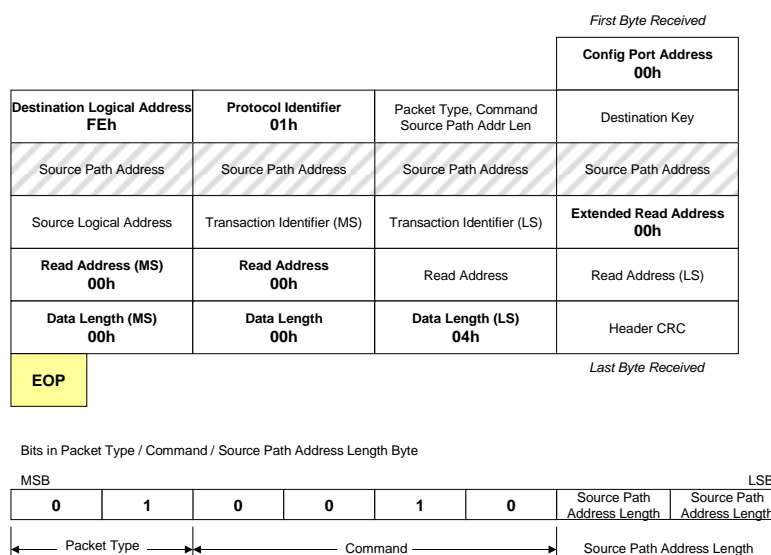 First Byte Received
Config Port Address
00h
Destination Logical Address
FEh
Protocol Identifier
01h
Packet Type, Command
Source Path Addr Len
Destination Key
Source Path Address
Source Path Address
Source Path Address
Source Path Address
Source Logical Address
Transaction Identifier (MS)
Transaction Identifier (LS)
Extended Read Address
00h
Read Address (MS)
00h
Read Address
00h
Read Address
Read Address (LS)
Data Length (MS)
00h
Data Length
00h
Data Length (LS)
04h
Header CRC
EOP
Last Byte Received
Bits in Packet Type / Command / Source Path Address Length Byte
MSB
LSB
0
1
0
0
1
0
Source Path
Address Length
Source Path
Address Length
Packet Type
Command
Source Path Address Length